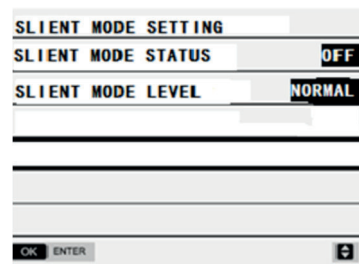 SLIENT MODE SETTING
SLIENT MODE STATUS OFF
SLIENT MODE LEVEL NORMAL
OK ENTER